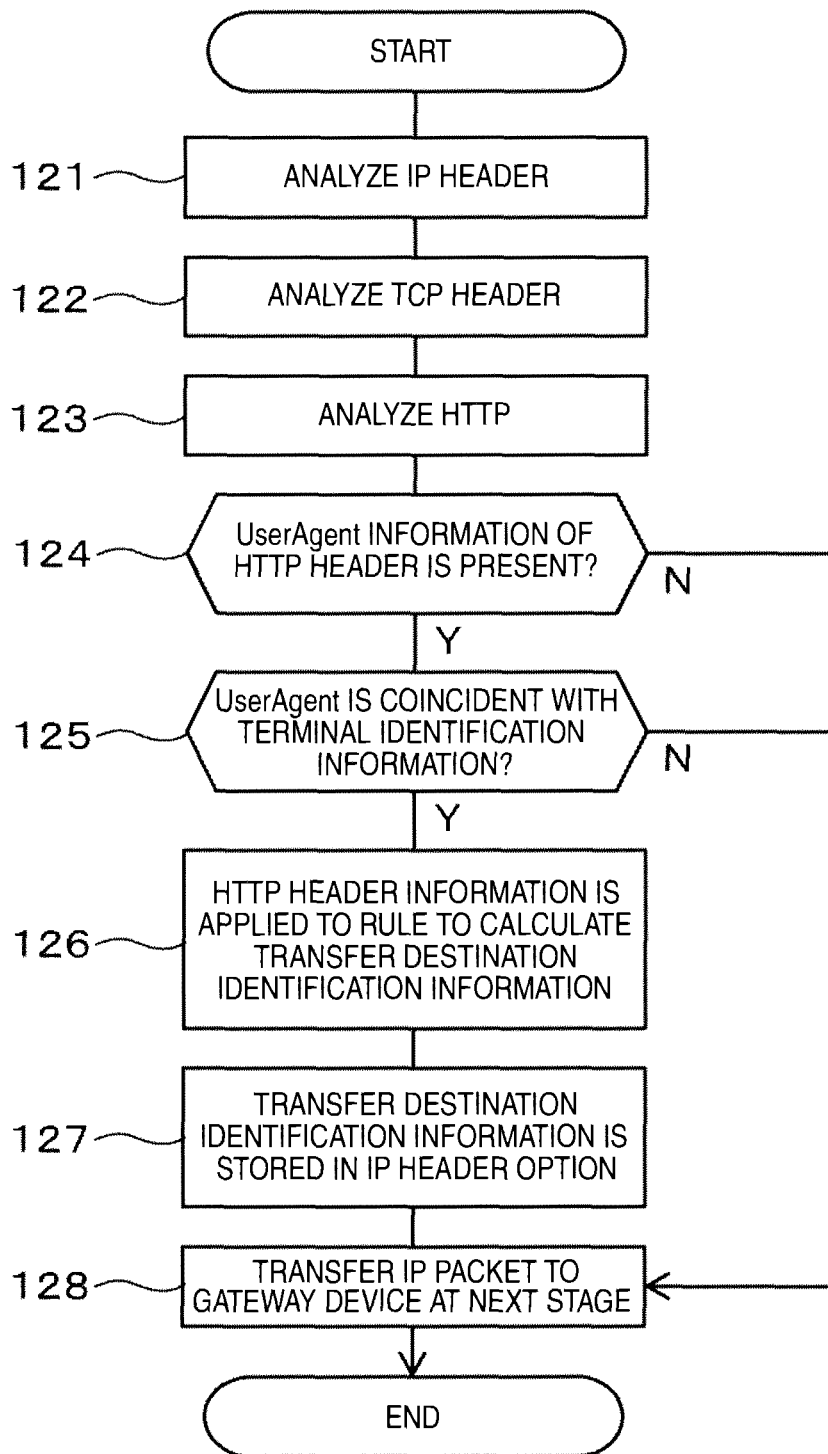 START
121
ANALYZE IP HEADER
122
ANALYZE TCP HEADER
123
ANALYZE HTTP
124
UserAgent INFORMATION OF
HTTP HEADER IS PRESENT?
N
Y
125
UserAgent IS COINCIDENT WITH
TERMINAL IDENTIFICATION
INFORMATION?
N
Y
126
HTTP HEADER INFORMATION IS
APPLIED TO RULE TO CALCULATE
TRANSFER DESTINATION
IDENTIFICATION INFORMATION
127
TRANSFER DESTINATION
IDENTIFICATION INFORMATION IS
STORED IN IP HEADER OPTION
128
TRANSFER IP PACKET TO
GATEWAY DEVICE AT NEXT STAGE
END